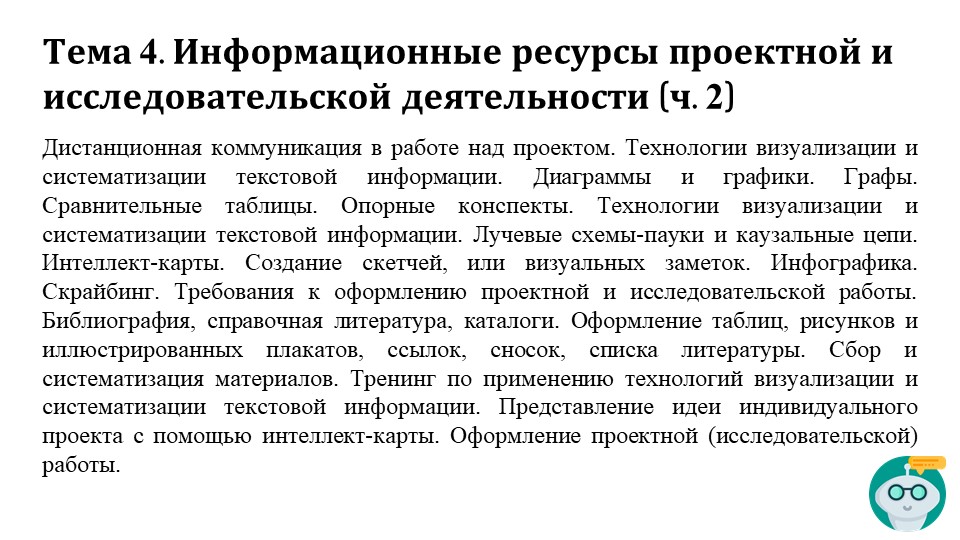 Тема 4. Информационные ресурсы проектной и
исследовательской деятельности (ч. 2)
Дистанционная коммуникация в работе над проектом. Технологии визуализации и
систематизации текстовой информации. Диаграммы и графики. Графы.
Сравнительные таблицы. Опорные конспекты. Технологии визуализации и
систематизации текстовой информации. Лучевые схемы-пауки и каузальные цепи.
Интеллект-карты. Создание скетчей, или визуальных заметок. Инфографика.
Скрайбинг. Требования к оформлению проектной и исследовательской работы.
Библиография, справочная литература, каталоги. Оформление таблиц, рисунков и
иллюстрированных плакатов, ссылок, сносок, списка литературы. Сбор и
систематизация материалов. Тренинг по применению технологий визуализации и
систематизации текстовой информации. Представление идеи индивидуального
проекта с помощью интеллект-карты. Оформление проектной (исследовательской)
работы.